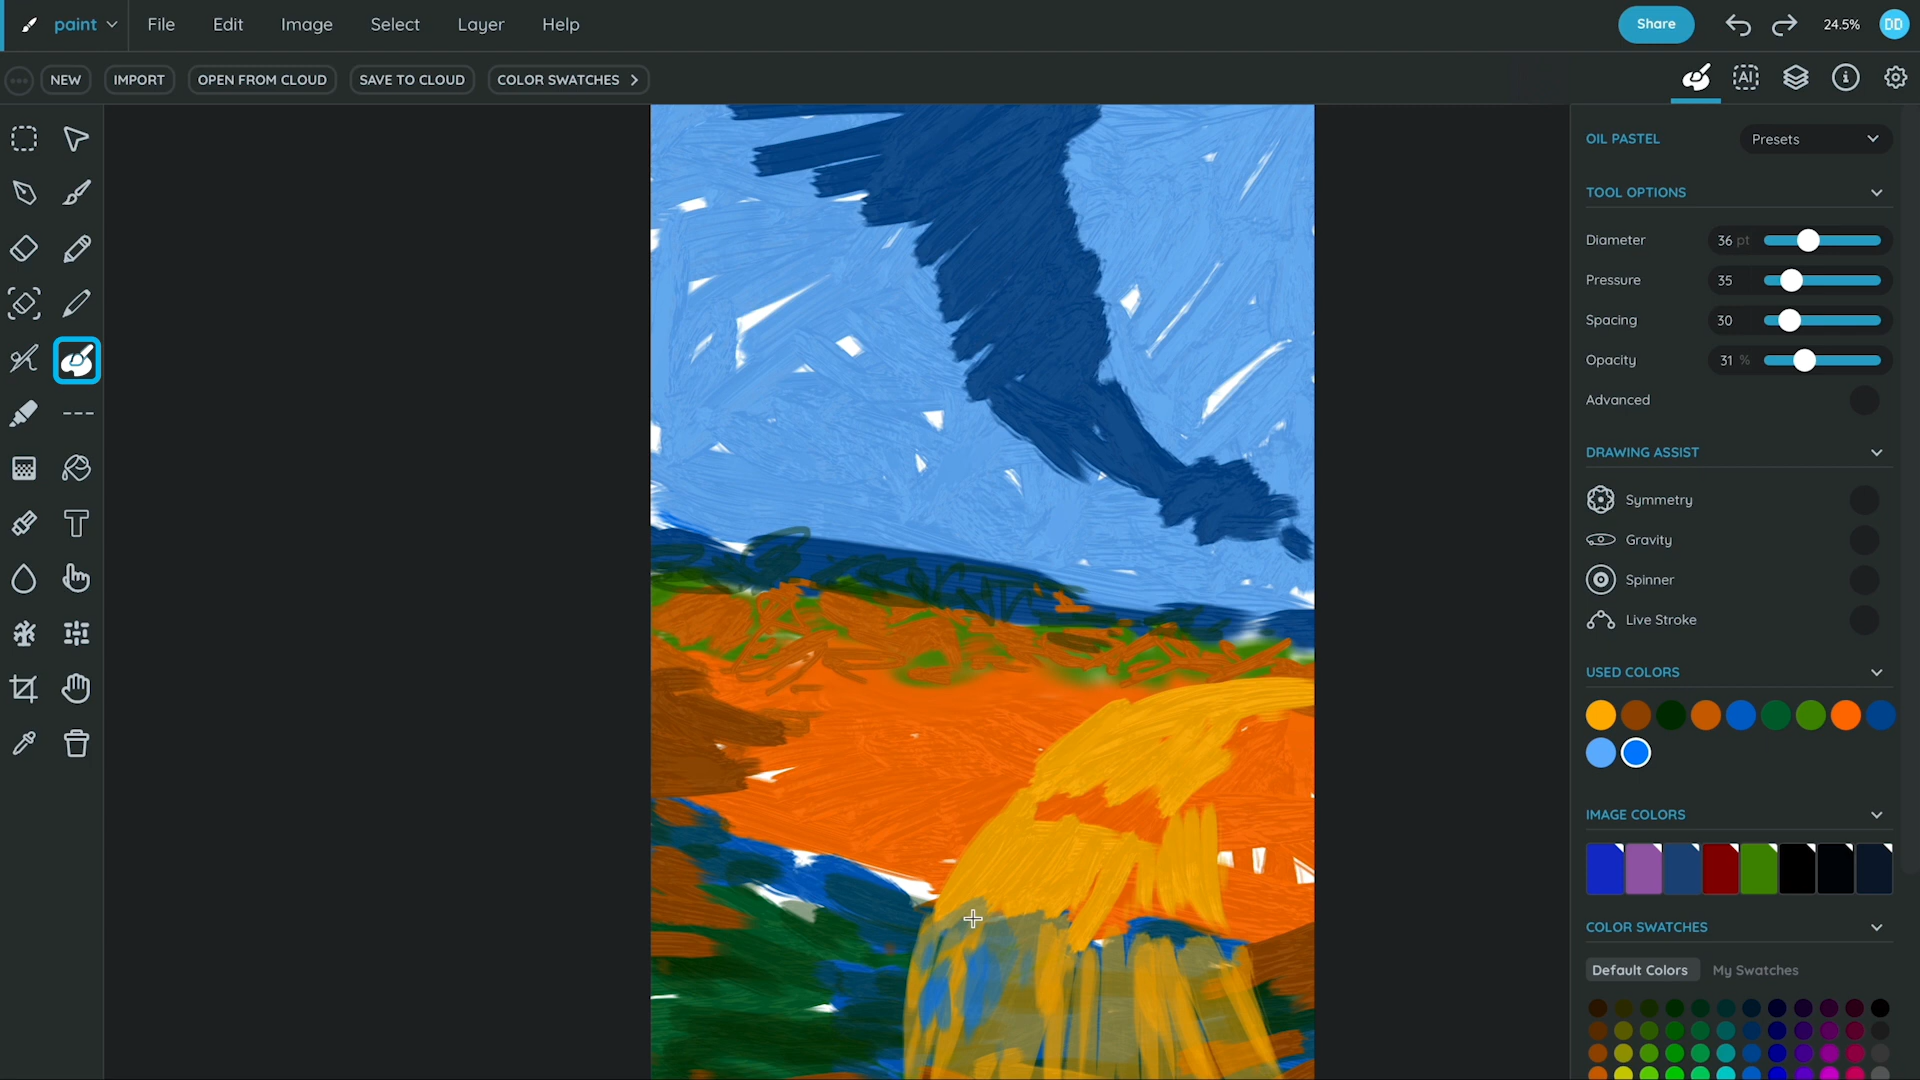 paint File Edit Image Select Layer Help Share 24.5% DD
NEW IMPORT OPEN FROM CLOUD SAVE TO CLOUD COLOR SWATCHES AI
OIL PASTEL Presets
TOOL OPTIONS
Diameter 36 pt
Pressure 35
Spacing 30
Opacity 31 %
Advanced
DRAWING ASSIST
Symmetry
Gravity
Spinner
Live Stroke
USED COLORS
IMAGE COLORS
COLOR SWATCHES
Default Colors My Swatches
T